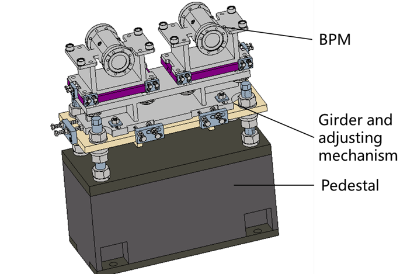 BPM
Girder and
adjusting
mechanism
Pedestal